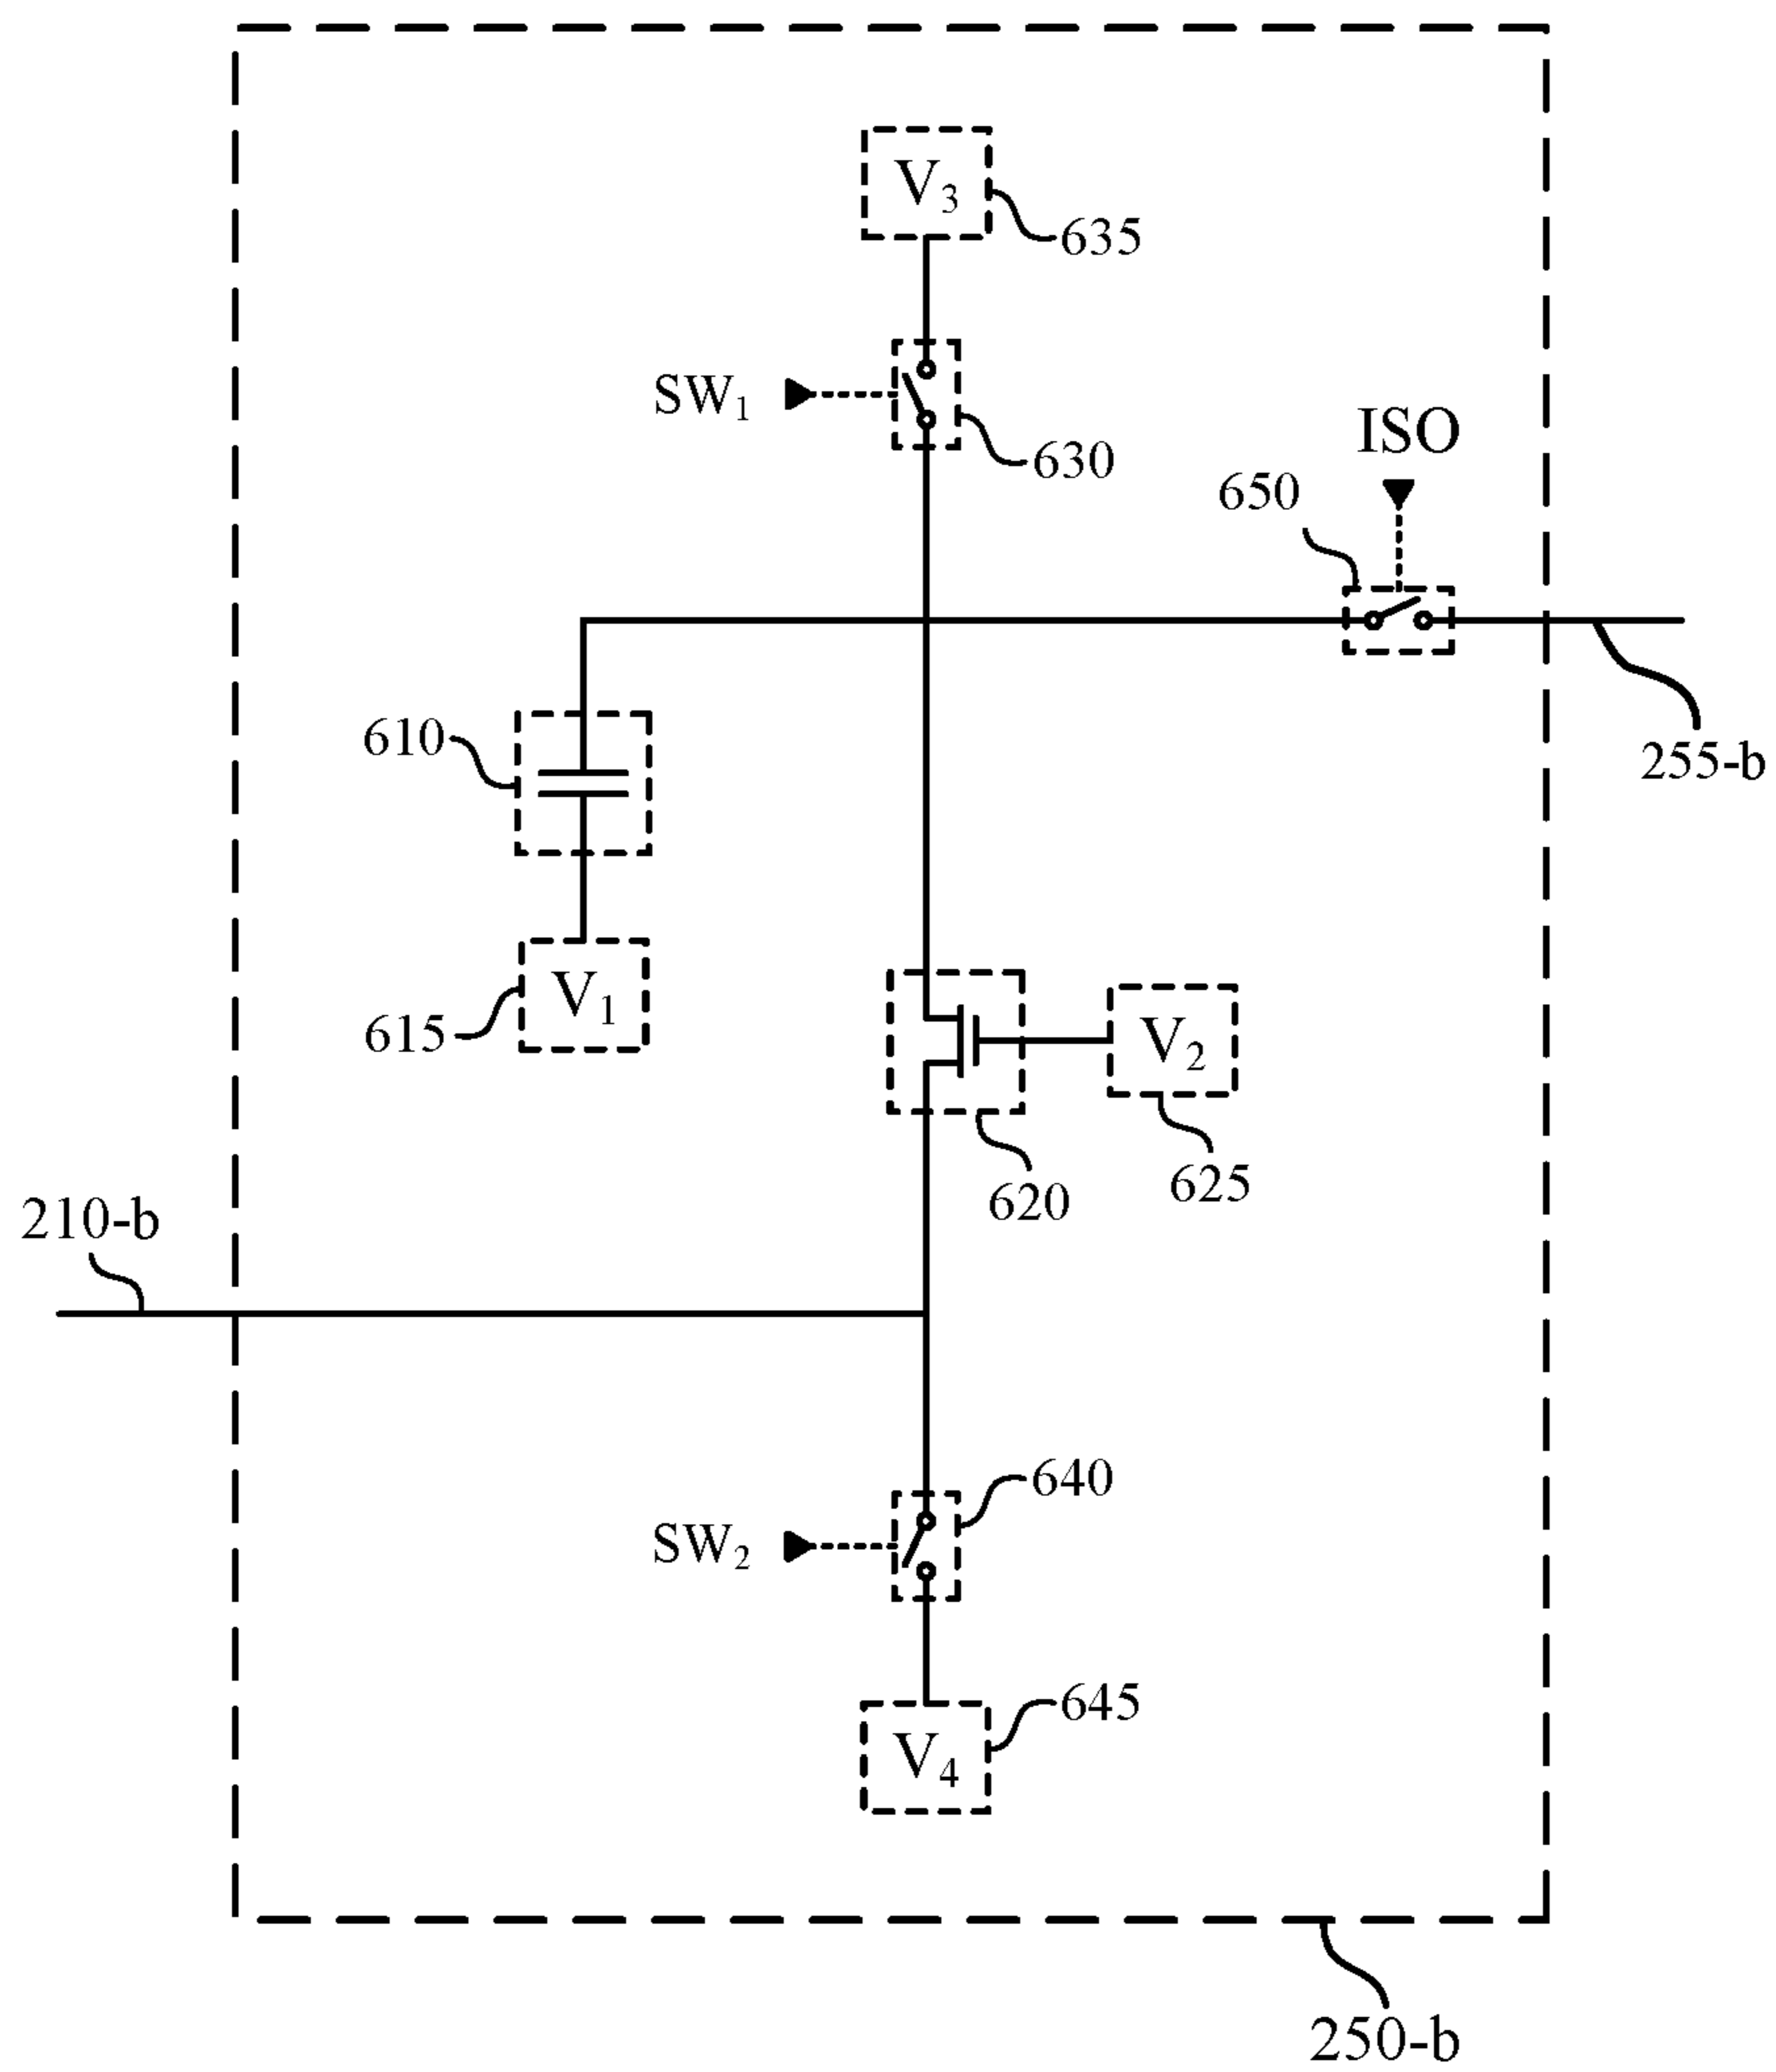 V₃
635
SW₁
630
ISO
650
610
255-b
V₁
615
V₂
625
620
210-b
640
SW₂
645
V₄
250-b